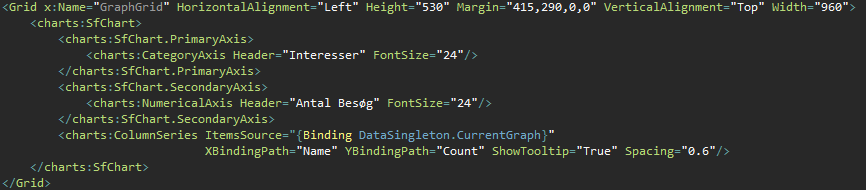 <Grid x:Name="GraphGrid" HorizontalAlignment="Left" Height="530" Margin="415,290,0,0" VerticalAlignment="Top" Width="960">
<charts:SfChart>
<charts:SfChart.PrimaryAxis>
<charts:CategoryAxis Header="Interesser" FontSize="24"/>
</charts:SfChart.PrimaryAxis>
<charts:SfChart.SecondaryAxis>
<charts:NumericalAxis Header="Antal Besøg" FontSize="24"/>
</charts:SfChart.SecondaryAxis>
<charts:ColumnSeries ItemsSource="{Binding DataSingleton.CurrentGraph}"
XBindingPath="Name" YBindingPath="Count" ShowTooltip="True" Spacing="0.6"/>
</charts:SfChart>
</Grid>